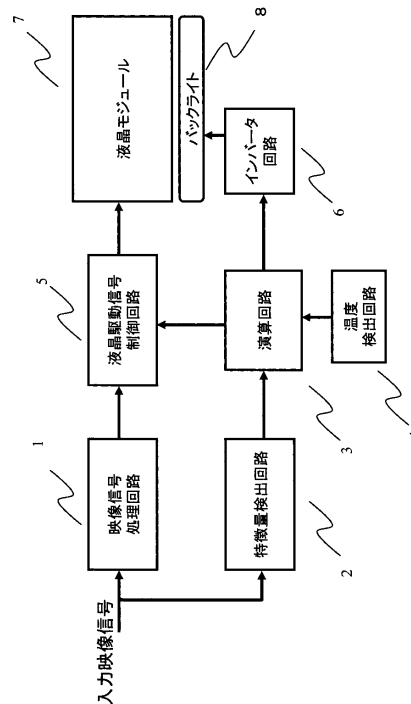 入力映像信号
1
映像信号
処理回路
5
液晶駆動信号
制御回路
7
液晶モジュール
バックライト
8
2
特徴量検出回路
3
演算回路
6
インバータ
回路
温度
検出回路